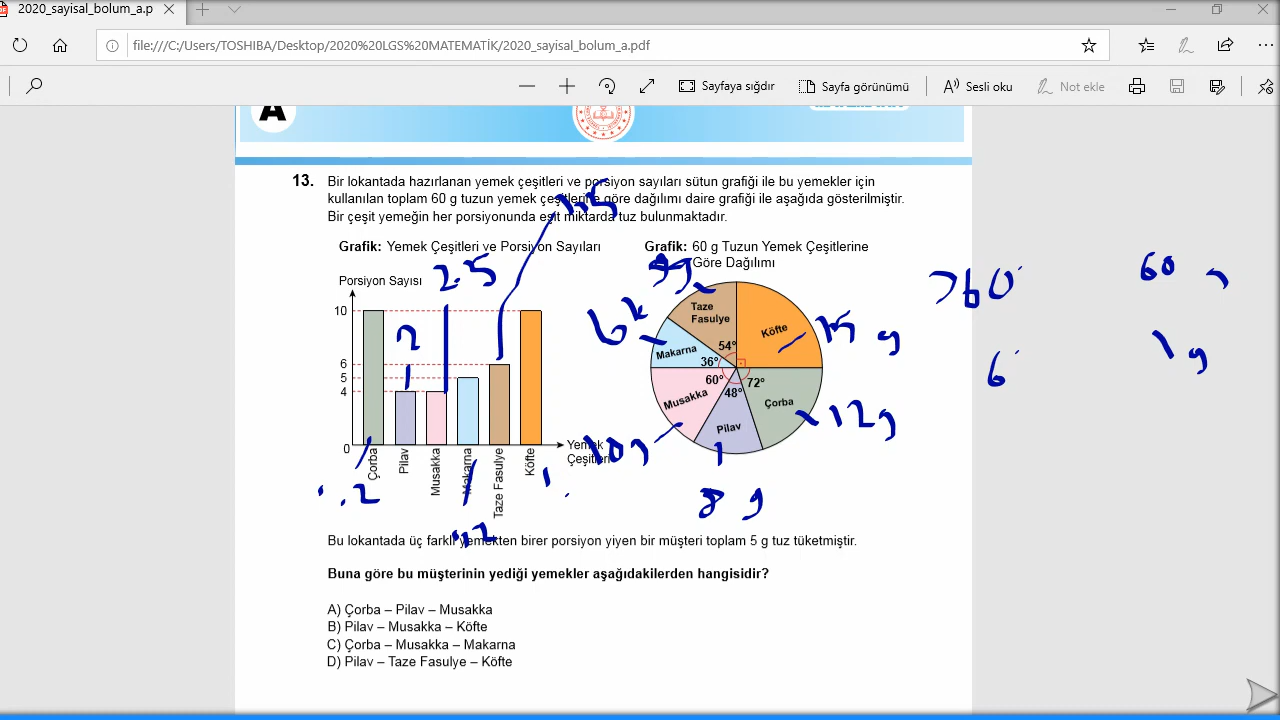 2020_sayisal_bolum_a.p
file:///C:/Users/TOSHIBA/Desktop/2020%20LGS%20MATEMATİK/2020_sayisal_bolum_a.pdf
Sayfaya sığdır
Sayfa görünümü
Sesli oku
Not ekle
A
13. Bir lokantada hazırlanan yemek çeşitleri ve porsiyon sayıları sütun grafiği ile bu yemekler için
kullanılan toplam 60 g tuzun yemek çeşitlerine göre dağılımı daire grafiği ile aşağıda gösterilmiştir.
Bir çeşit yemeğin her porsiyonunda eşit miktarda tuz bulunmaktadır.
1.5
Grafik: Yemek Çeşitleri ve Porsiyon Sayıları
Grafik: 60 g Tuzun Yemek Çeşitlerine
Göre Dağılımı
9g
Porsiyon Sayısı
2.5
2
10
6
5
4
0
Çorba
Pilav
Musakka
Makarna
Taze Fasulye
Köfte
Yemek
Çeşitleri
Taze
Fasulye
Köfte
Makarna
Musakka
Pilav
Çorba
54°
36°
60°
48°
72°
15 g
12 g
10 g
8 g
360°
60 g
6°
1 g
Bu lokantada üç farklı yemekten birer porsiyon yiyen bir müşteri toplam 5 g tuz tüketmiştir.
Buna göre bu müşterinin yediği yemekler aşağıdakilerden hangisidir?
A) Çorba – Pilav – Musakka
B) Pilav – Musakka – Köfte
C) Çorba – Musakka – Makarna
D) Pilav – Taze Fasulye – Köfte